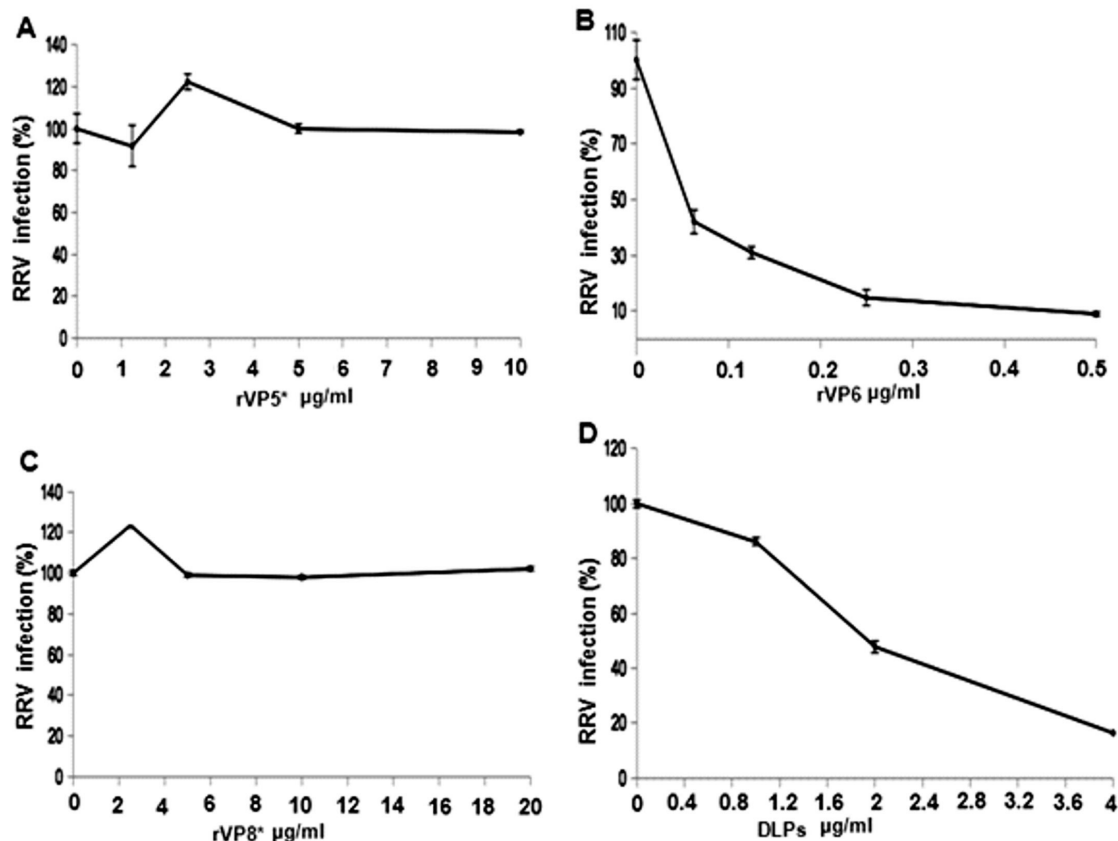 A
RRV infection (%)
140
120
100
80
60
40
20
0
0 1 2 3 4 5 6 7 8 9 10
rVP5* µg/ml
B
RRV infection (%)
110
90
70
50
30
10
0 0.1 0.2 0.3 0.4 0.5
rVP6 µg/ml
C
RRV infection (%)
140
120
100
80
60
40
20
0
0 2 4 6 8 10 12 14 16 18 20
rVP8* µg/ml
D
RRV infection (%)
120
100
80
60
40
20
0
0 0.4 0.8 1.2 1.6 2 2.4 2.8 3.2 3.6 4
DLPs µg/ml